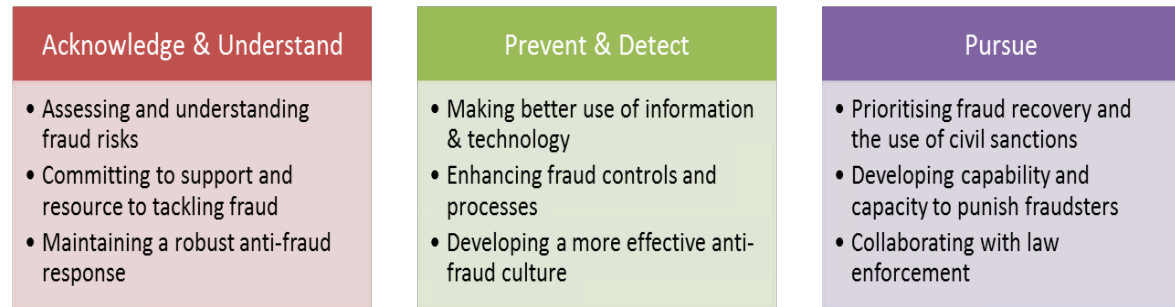 Acknowledge & Understand
• Assessing and understanding
fraud risks
• Committing to support and
resource to tackling fraud
• Maintaining a robust anti-fraud
response
Prevent & Detect
• Making better use of information
& technology
• Enhancing fraud controls and
processes
• Developing a more effective anti-
fraud culture
Pursue
• Prioritising fraud recovery and
the use of civil sanctions
• Developing capability and
capacity to punish fraudsters
• Collaborating with law
enforcement